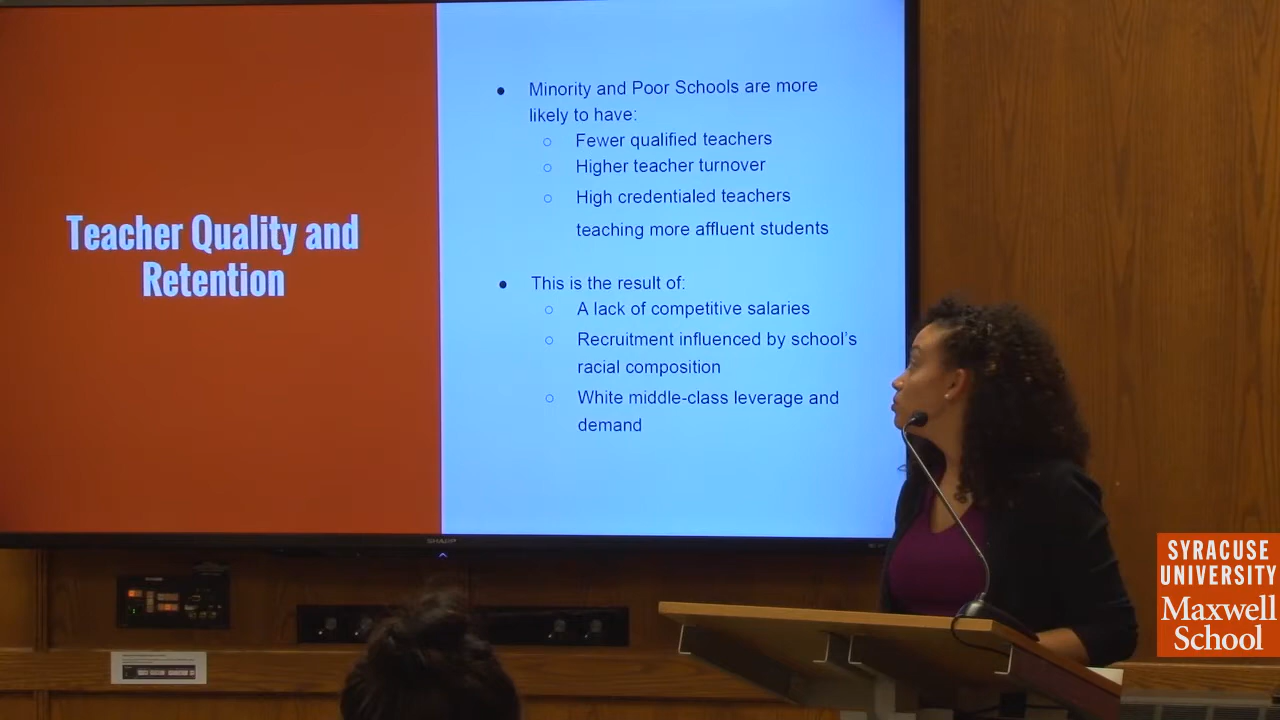 Teacher Quality and
Retention
● Minority and Poor Schools are more
likely to have:
○ Fewer qualified teachers
○ Higher teacher turnover
○ High credentialed teachers
teaching more affluent students
● This is the result of:
○ A lack of competitive salaries
○ Recruitment influenced by school's
racial composition
○ White middle-class leverage and
demand
SHARP
SYRACUSE
UNIVERSITY
Maxwell
School